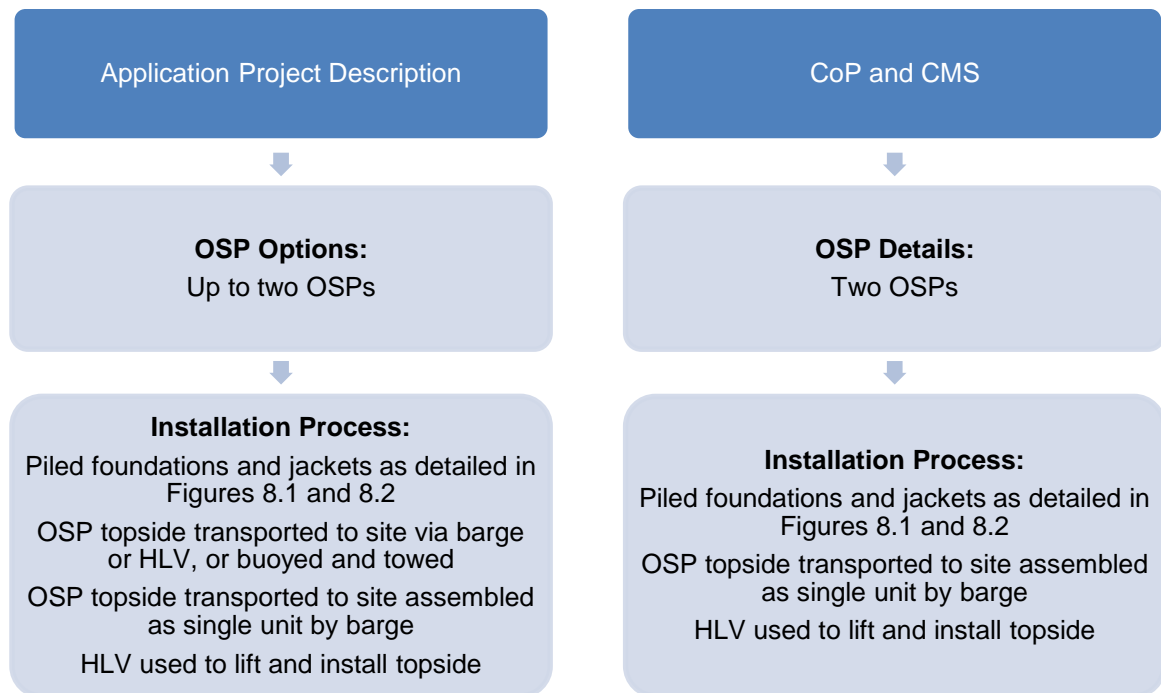 Application Project Description
OSP Options:
Up to two OSPs
Installation Process:
Piled foundations and jackets as detailed in
Figures 8.1 and 8.2
OSP topside transported to site via barge
or HLV, or buoyed and towed
OSP topside transported to site assembled
as single unit by barge
HLV used to lift and install topside
CoP and CMS
OSP Details:
Two OSPs
Installation Process:
Piled foundations and jackets as detailed in
Figures 8.1 and 8.2
OSP topside transported to site assembled
as single unit by barge
HLV used to lift and install topside